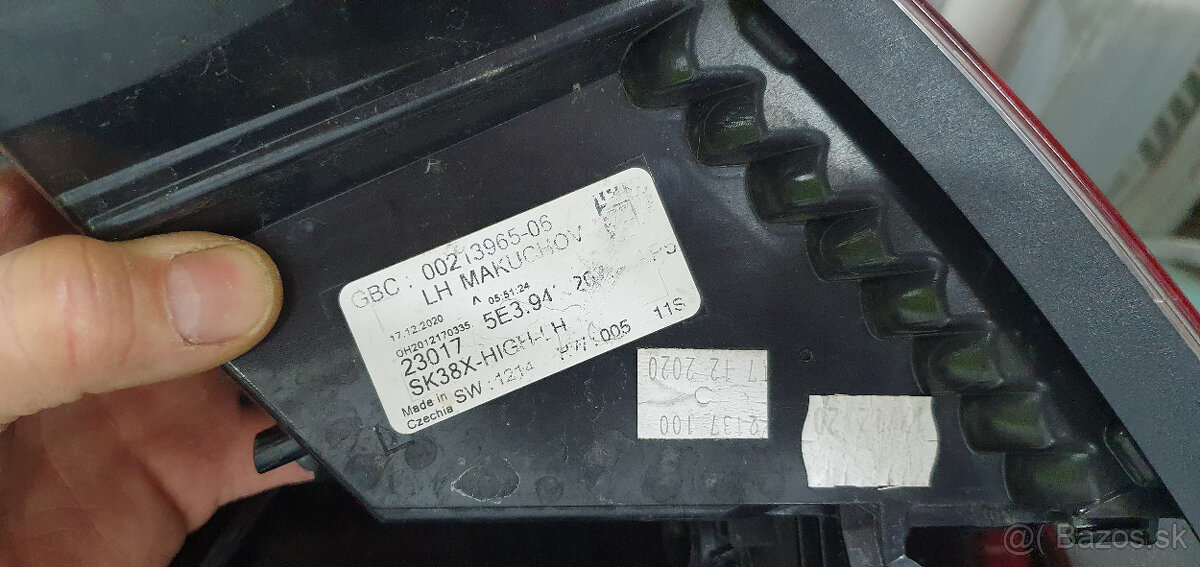 GBC : 00213965-06
LH MAKUCHOV
17.12.2020 A 05:51:24
OH2012170335 5E3.94
23017
SK38X-HIGH-LH
005 11S
Made in
Czechia SW :1214
2137 100
C
17 12 2020
@( Bazos.sk